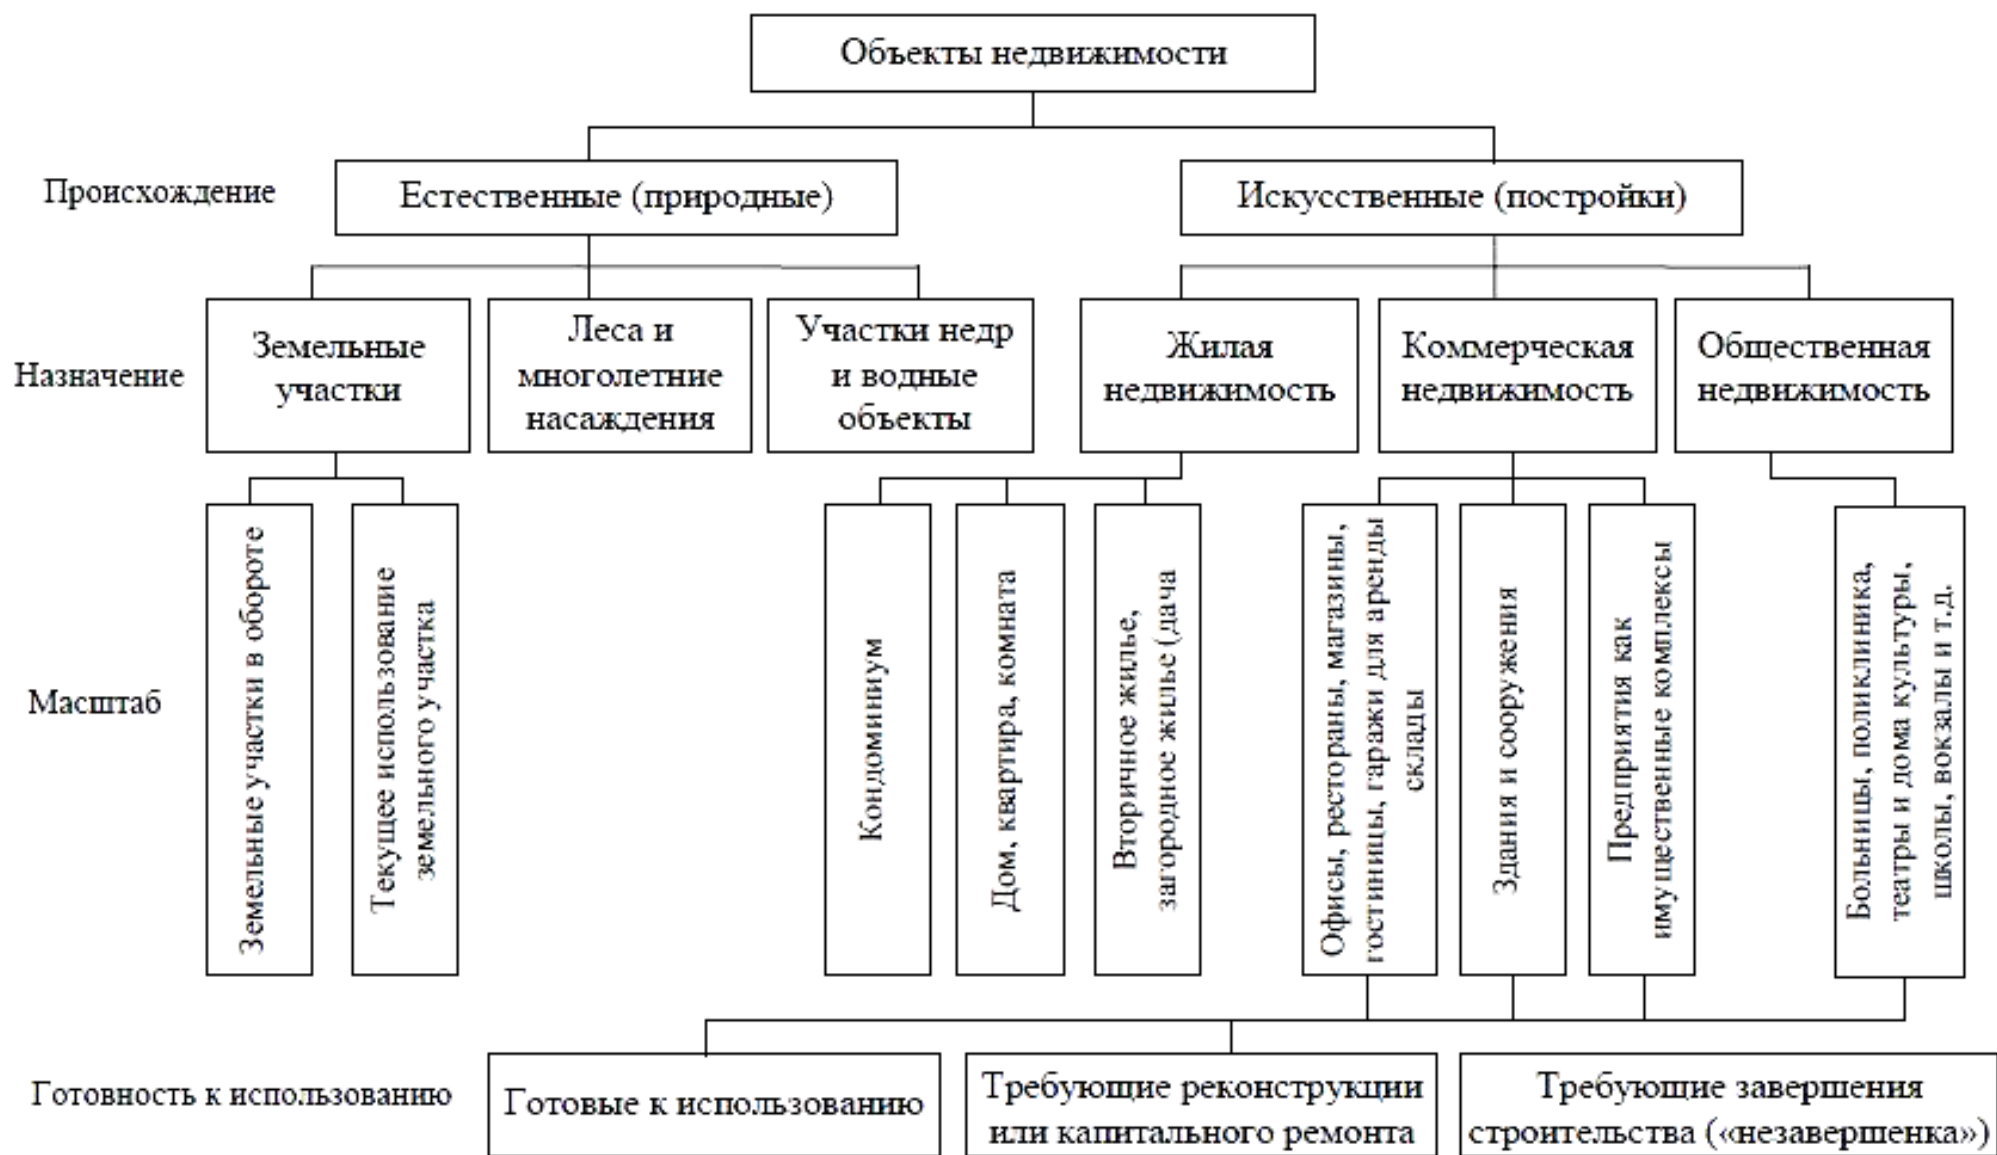 Объекты недвижимости
Происхождение
Естественные (природные)
Искусственные (постройки)
Назначение
Земельные
участки
Леса и
многолетние
насаждения
Участки недр
и водные
объекты
Жилая
недвижимость
Коммерческая
недвижимость
Общественная
недвижимость
Масштаб
Земельные участки в обороте
Текущее использование
земельного участка
Кондоминиум
Дом, квартира, комната
Вторичное жилье,
загородное жилье (дача
Офисы, рестораны, магазины,
гостиницы, гаражи для аренды
склады
Здания и сооружения
Предприятия как
имущественные комплексы
Больницы, поликлиника,
театры и дома культуры,
школы, вокзалы и т.д.
Готовность к использованию
Готовые к использованию
Требующие реконструкции
или капитального ремонта
Требующие завершения
строительства («незавершенка»)